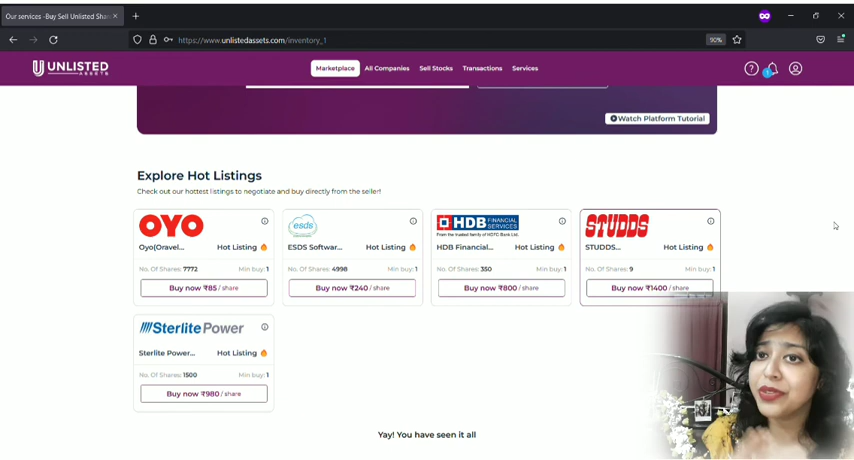 Our services -Buy Sell Unlisted Shar
https://www.unlistedassets.com/inventory_1
90%
UNLISTED
ASSETS
Marketplace
All Companies
Sell Stocks
Transactions
Services
1
Watch Platform Tutorial
Explore Hot Listings
Check out our hottest listings to negotiate and buy directly from the seller!
OYO
Oyo(Oravel... Hot Listing
No. Of Shares: 7772 Min buy: 1
Buy now ₹85 / share
esds
ESDS Softwar... Hot Listing
No. Of Shares: 4998 Min buy: 1
Buy now ₹240 / share
HDB FINANCIAL SERVICES
From the trusted family of HDFC Bank Ltd.
HDB Financial... Hot Listing
No. Of Shares: 350 Min buy: 1
Buy now ₹800 / share
STUDDS
STUDDS... Hot Listing
No. Of Shares: 9 Min buy: 1
Buy now ₹1400 / share
Sterlite Power
Sterlite Power... Hot Listing
No. Of Shares: 1500 Min buy: 1
Buy now ₹980 / share
Yay! You have seen it all